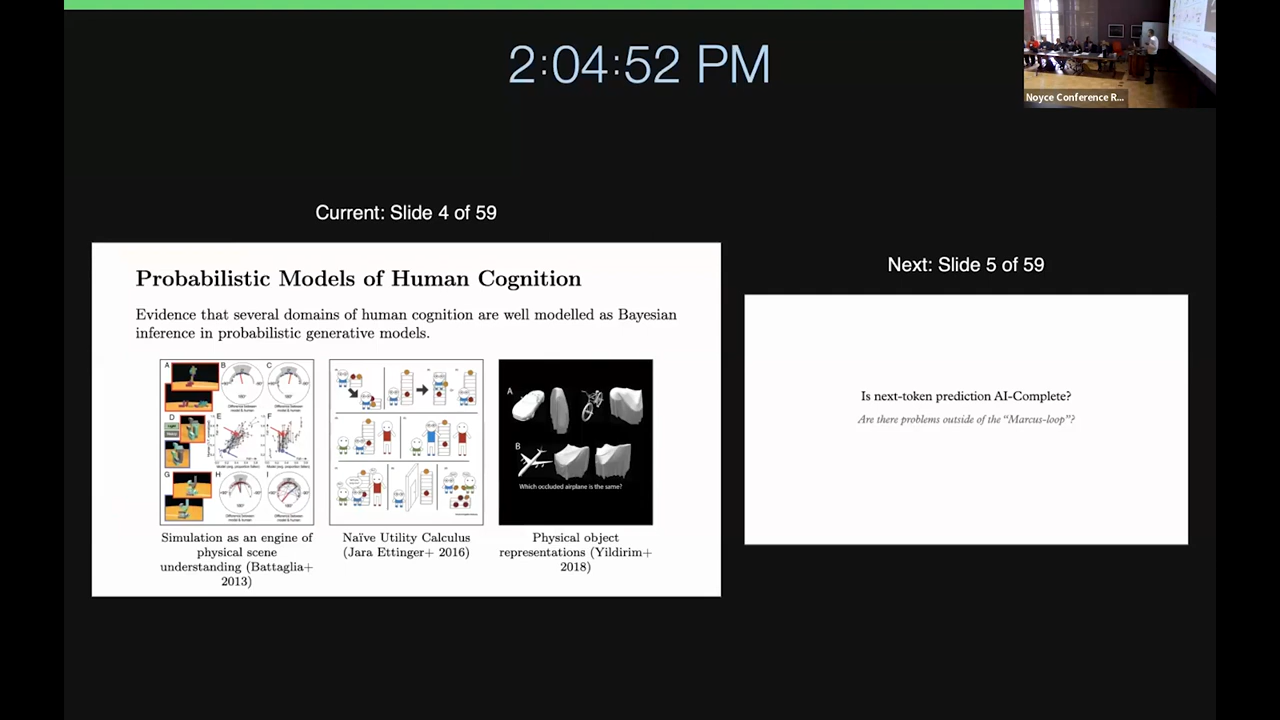 2:04:52 PM
Noyce Conference R...
Current: Slide 4 of 59
Next: Slide 5 of 59
Probabilistic Models of Human Cognition
Evidence that several domains of human cognition are well modelled as Bayesian
inference in probabilistic generative models.
A
B
C
D
E
F
G
H
I
A
B
Which occluded airplane is the same?
Simulation as an engine of
physical scene
understanding (Battaglia+
2013)
Naïve Utility Calculus
(Jara Ettinger+ 2016)
Physical object
representations (Yildirim+
2018)
Is next-token prediction AI-Complete?
Are there problems outside of the “Marcus-loop”?